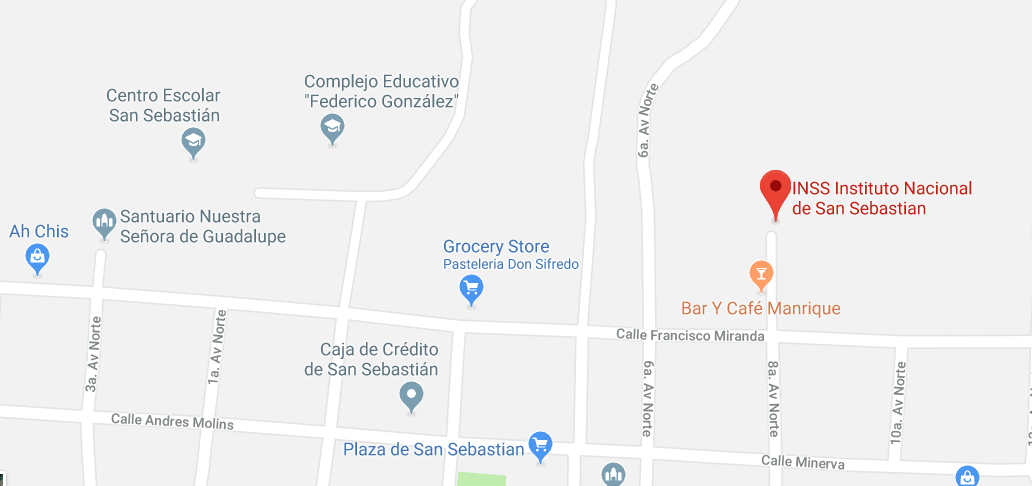 Complejo Educativo
"Federico González"
Centro Escolar
San Sebastián
6a. Av Norte
INSS Instituto Nacional
de San Sebastian
Santuario Nuestra
Señora de Guadalupe
Ah Chis
Grocery Store
Pasteleria Don Sifredo
Bar Y Café Manrique
Calle Francisco Miranda
3a. Av Norte
1a. Av Norte
Caja de Crédito
de San Sebastián
6a. Av Norte
8a. Av Norte
10a. Av Norte
Calle Andres Molins
Plaza de San Sebastian
Calle Minerva